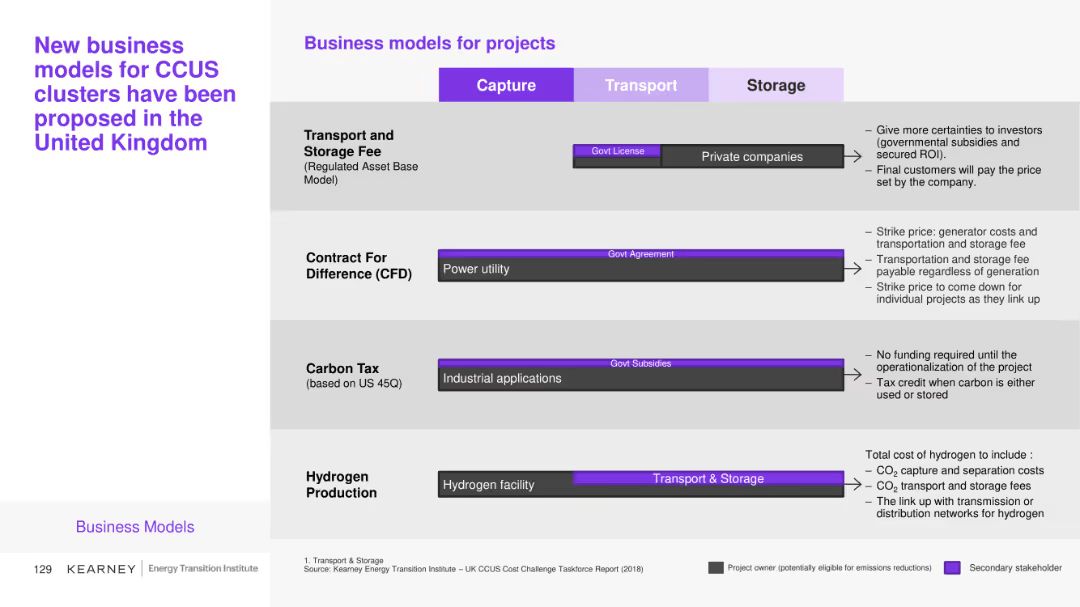 New business
models for CCUS
clusters have been
proposed in the
United Kingdom
Business models for projects
Capture
Transport
Storage
Transport and
Storage Fee
(Regulated Asset Base
Model)
Govt License
Private companies
– Give more certainties to investors
(governmental subsidies and
secured ROI).
– Final customers will pay the price
set by the company.
Contract For
Difference (CFD)
Govt Agreement
Power utility
– Strike price: generator costs and
transportation and storage fee
– Transportation and storage fee
payable regardless of generation
– Strike price to come down for
individual projects as they link up
Carbon Tax
(based on US 45Q)
Govt Subsidies
Industrial applications
– No funding required until the
operationalization of the project
– Tax credit when carbon is either
used or stored
Hydrogen
Production
Hydrogen facility
Transport & Storage
Total cost of hydrogen to include :
– CO₂ capture and separation costs
– CO₂ transport and storage fees
– The link up with transmission or
distribution networks for hydrogen
Business Models
129 KEARNEY Energy Transition Institute
1. Transport & Storage
Source: Kearney Energy Transition Institute – UK CCUS Cost Challenge Taskforce Report (2018)
Project owner (potentially eligible for emissions reductions)
Secondary stakeholder